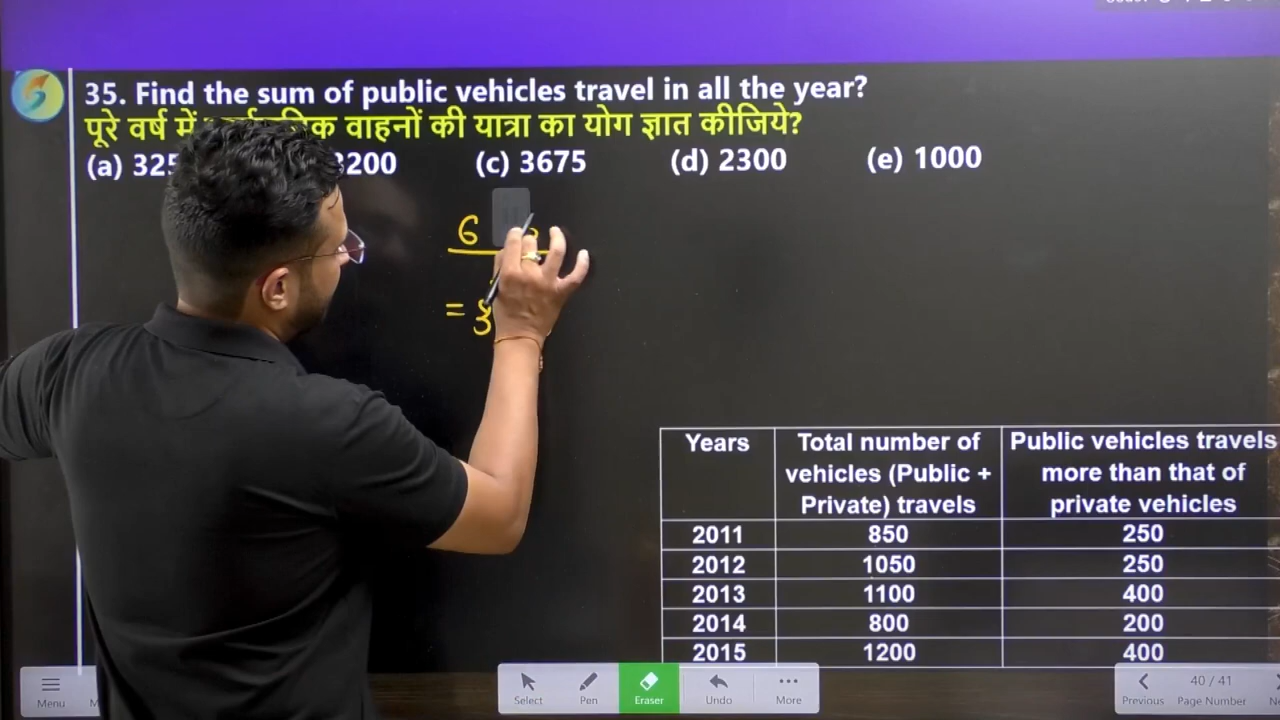 35. Find the sum of public vehicles travel in all the year?
पूरे वर्ष में वाहनों की यात्रा का योग ज्ञात कीजिये?
(a) 325 3200 (c) 3675 (d) 2300 (e) 1000
6
=
Years Total number of vehicles (Public + Private) travels Public vehicles travels more than that of private vehicles
2011 850 250
2012 1050 250
2013 1100 400
2014 800 200
2015 1200 400
Menu Select Pen Eraser Undo More Previous 40 / 41 Page Number